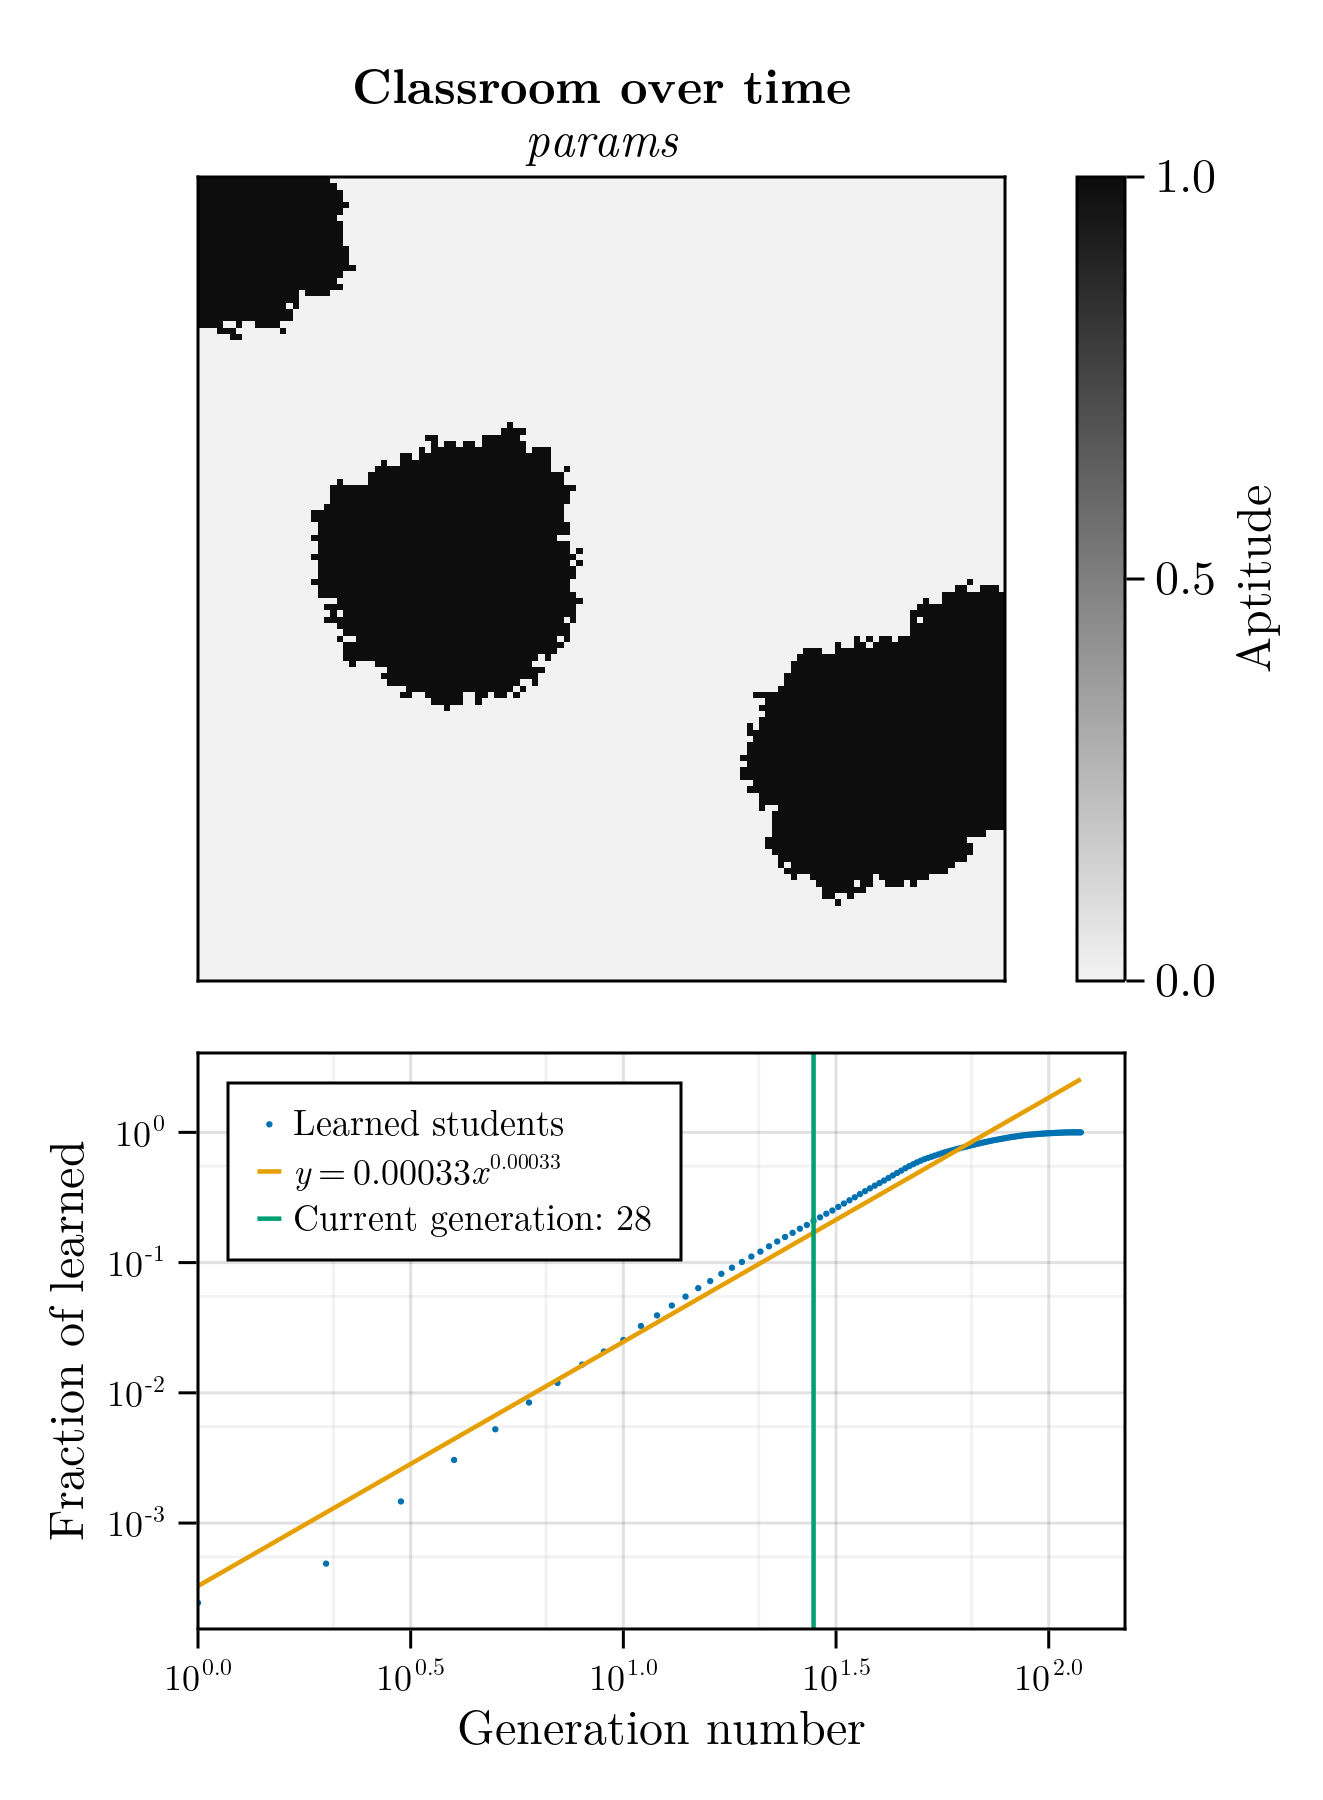 Classroom over time
params
1.0
0.5
0.0
Aptitude
Learned students
y = 0.00033x^0.00033
Current generation: 28
10^0
10^-1
10^-2
10^-3
Fraction of learned
10^0.0 10^0.5 10^1.0 10^1.5 10^2.0
Generation number